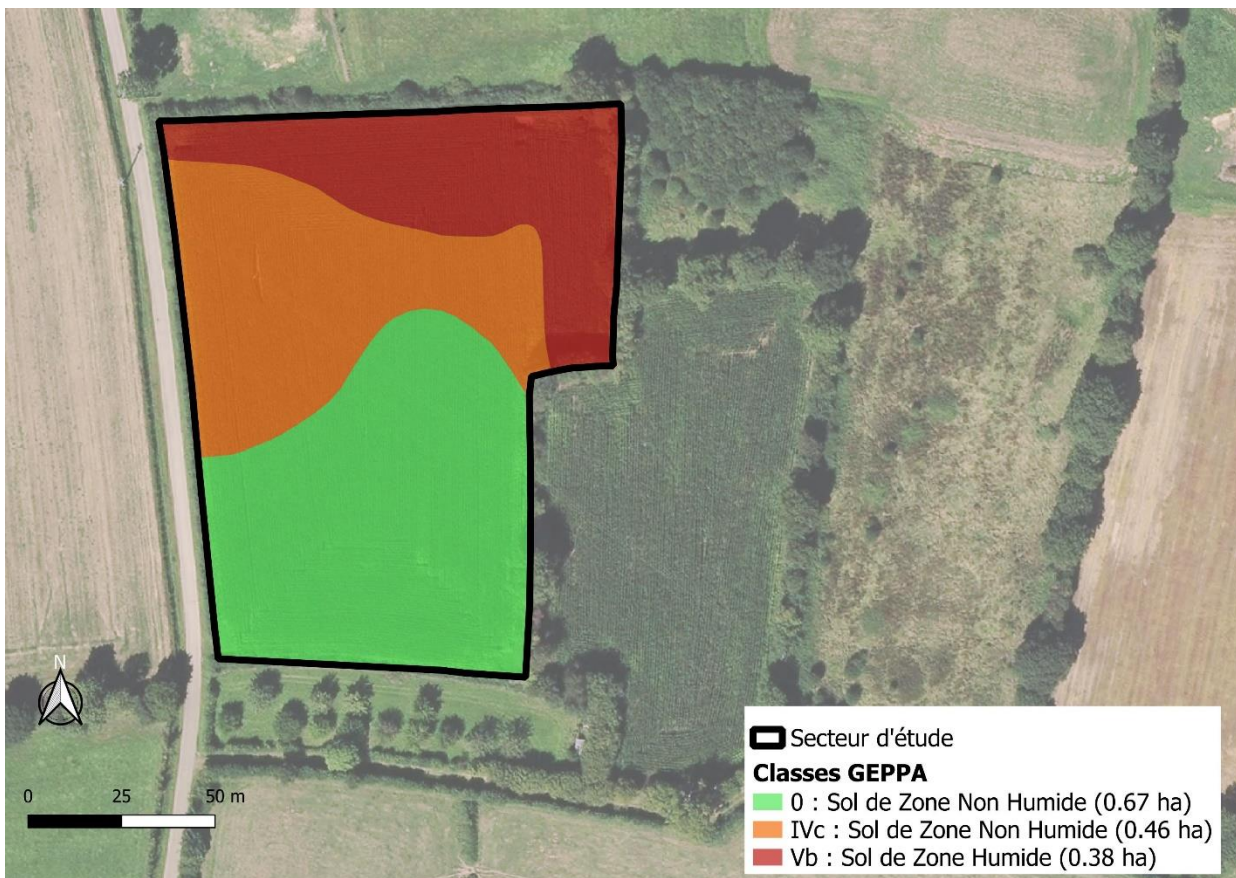 N
0 25 50 m
Secteur d'étude
Classes GEPPA
0 : Sol de Zone Non Humide (0.67 ha)
IVc : Sol de Zone Non Humide (0.46 ha)
Vb : Sol de Zone Humide (0.38 ha)